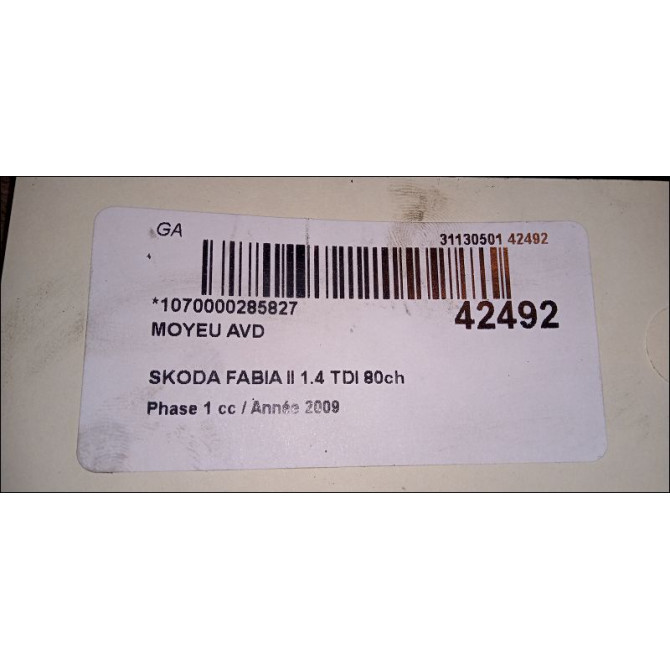 GA
31130501 42492
*1070000285827
42492
MOYEU AVD
SKODA FABIA II 1.4 TDI 80ch
Phase 1 cc / Année 2009